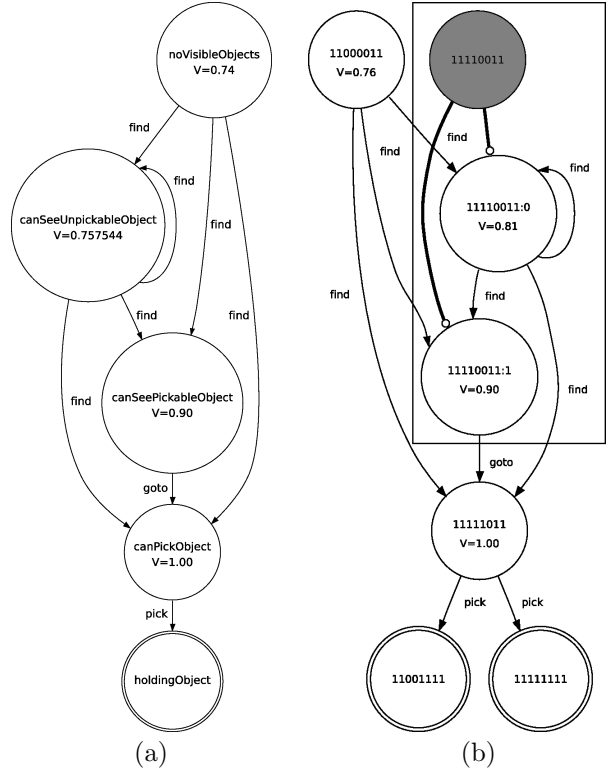 noVisibleObjects
V=0.74
find
find
canSeeUnpickableObject
V=0.757544
find
find
find
find
canSeePickableObject
V=0.90
goto
canPickObject
V=1.00
pick
holdingObject
(a)
11000011
V=0.76
11110011
find
find
find
11110011:0
V=0.81
find
find
11110011:1
V=0.90
find
goto
11111011
V=1.00
pick
pick
11001111
11111111
(b)